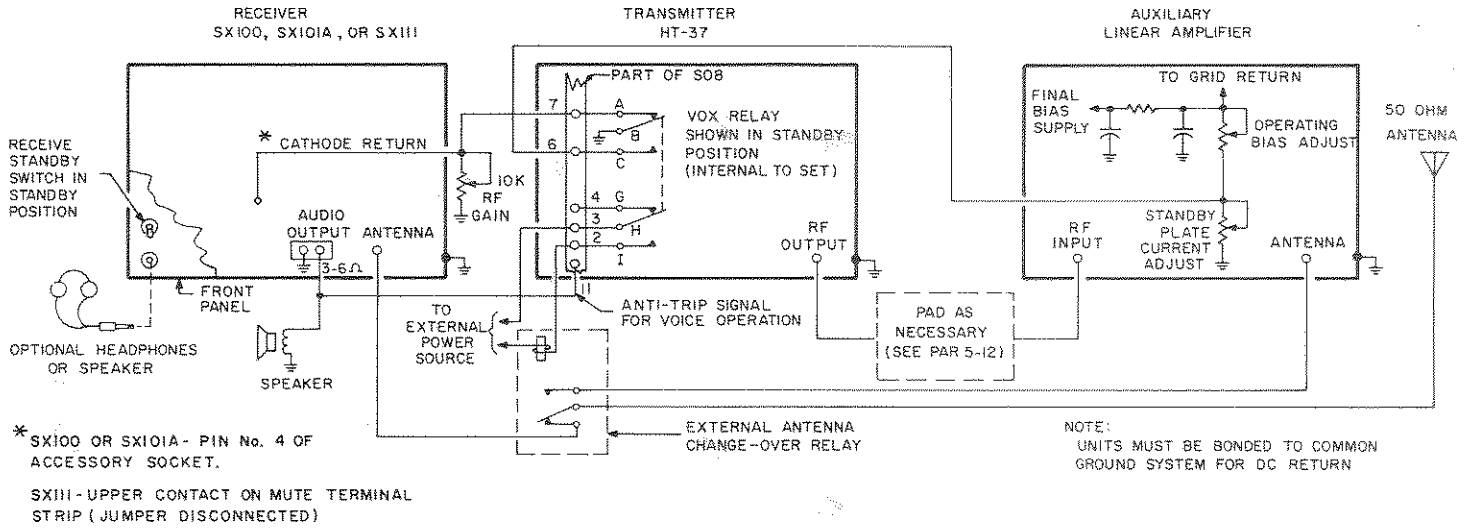 RECEIVER
SX100, SX101A, OR SX111
TRANSMITTER
HT-37
AUXILIARY
LINEAR AMPLIFIER
RECEIVE
STANDBY
SWITCH IN
STANDBY
POSITION
* CATHODE RETURN
10K
RF
GAIN
AUDIO
OUTPUT
ANTENNA
3-6Ω
FRONT
PANEL
OPTIONAL HEADPHONES
OR SPEAKER
SPEAKER
PART OF SO8
7
A
B
6
C
4
G
3
H
2
I
11
VOX RELAY
SHOWN IN STANDBY
POSITION
(INTERNAL TO SET)
RF
OUTPUT
ANTI-TRIP SIGNAL
FOR VOICE OPERATION
TO
EXTERNAL
POWER
SOURCE
EXTERNAL ANTENNA
CHANGE-OVER RELAY
PAD AS
NECESSARY
(SEE PAR 5-12)
TO GRID RETURN
FINAL
BIAS
SUPPLY
OPERATING
BIAS ADJUST
STANDBY
PLATE
CURRENT
ADJUST
RF
INPUT
ANTENNA
50 OHM
ANTENNA
NOTE:
UNITS MUST BE BONDED TO COMMON
GROUND SYSTEM FOR DC RETURN
* SX100 OR SX101A- PIN No. 4 OF
ACCESSORY SOCKET.
SX111-UPPER CONTACT ON MUTE TERMINAL
STRIP (JUMPER DISCONNECTED)